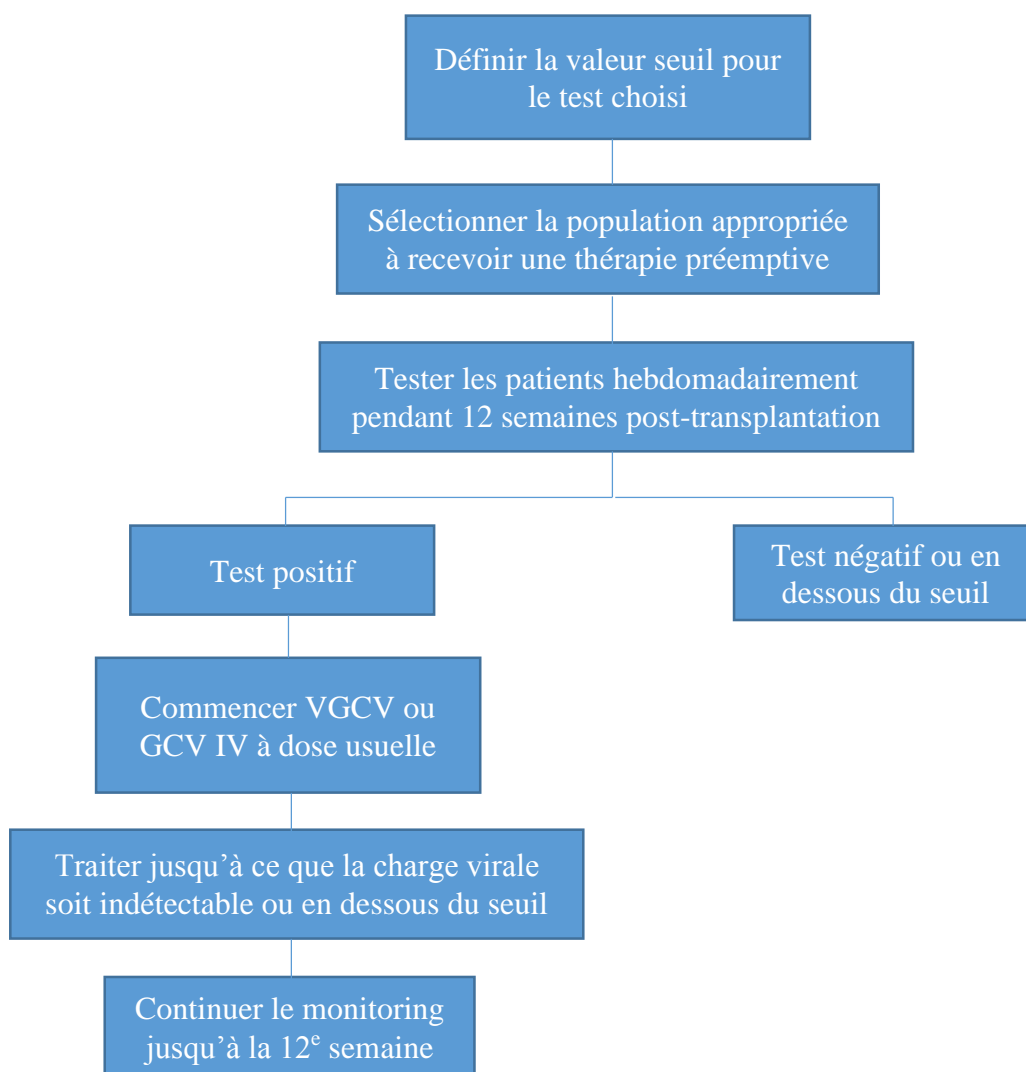 Définir la valeur seuil pour
le test choisi
Sélectionner la population appropriée
à recevoir une thérapie préemptive
Tester les patients hebdomadairement
pendant 12 semaines post-transplantation
Test positif
Test négatif ou en
dessous du seuil
Commencer VGCV ou
GCV IV à dose usuelle
Traiter jusqu’à ce que la charge virale
soit indétectable ou en dessous du seuil
Continuer le monitoring
jusqu’à la 12e semaine